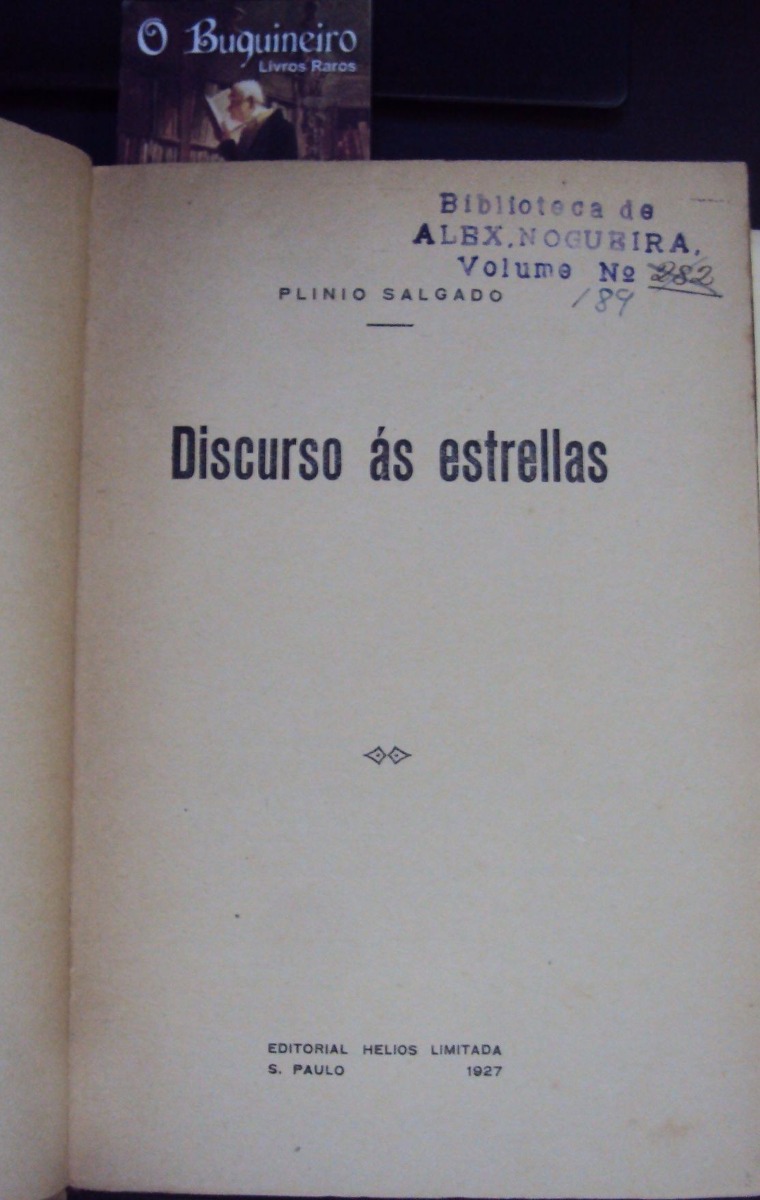 O Buquineiro
Livros Raros
Biblioteca de
ALEX. NOGUEIRA,
Volume Nº 282
189
PLINIO SALGADO
Discurso ás estrellas
EDITORIAL HELIOS LIMITADA
S. PAULO 1927